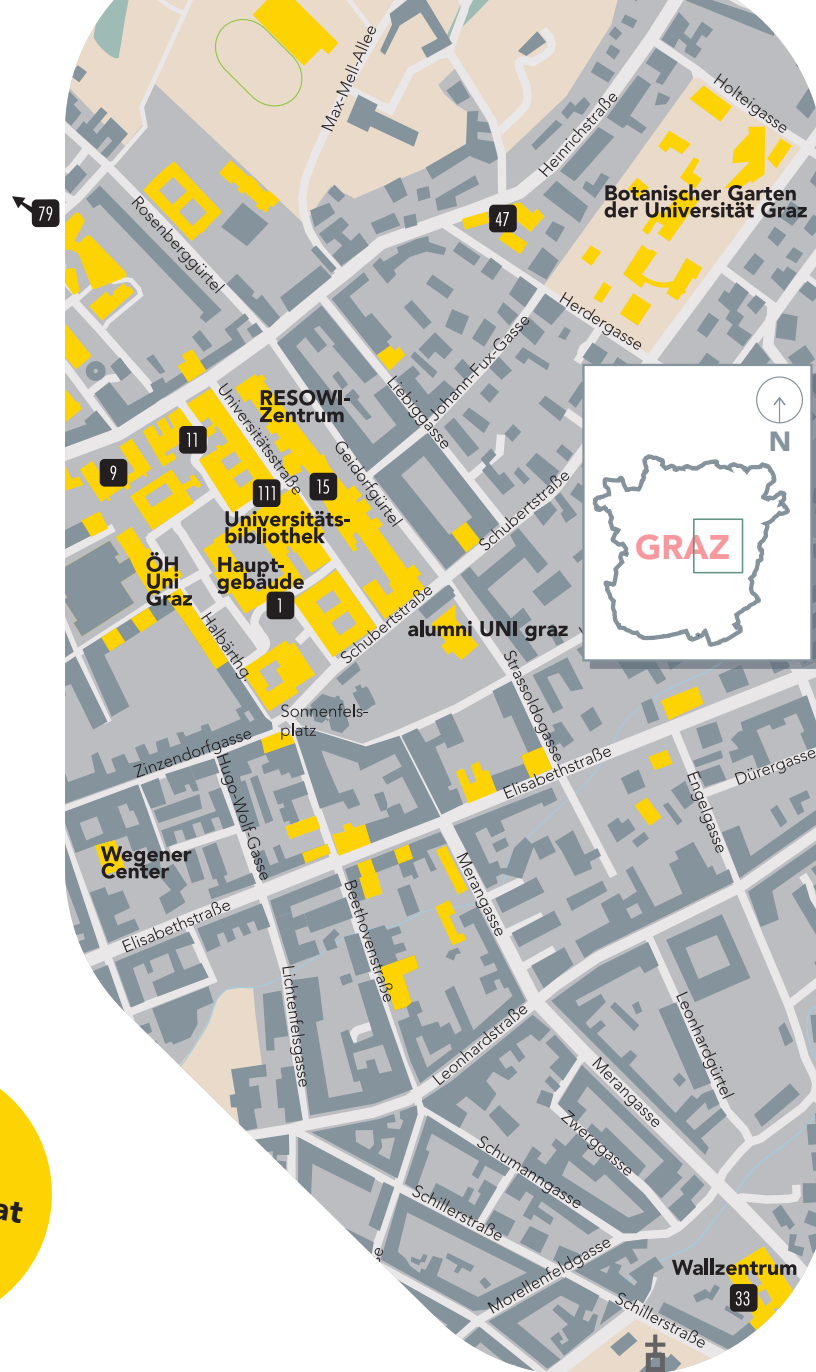 Max-Mell-Allee
Holteigasse
Heinrichstraße
Botanischer Garten
der Universität Graz
79
47
Rosenberggürtel
Herdergasse
Johann-Fux-Gasse
Liebiggasse
RESOWI-
Zentrum
Universitätsstraße
Geidorfgürtel
N
GRAZ
11
9
111
15
Schubertstraße
Universitäts-
bibliothek
ÖH
Uni
Graz
Haupt-
gebäude
1
Halbärthg.
Schubertstraße
alumni UNI graz
Strassoldogasse
Sonnenfels-
platz
Zinzendorfgasse
Hugo-Wolf-Gasse
Elisabethstraße
Engelgasse
Dürergasse
Wegener
Center
Merangasse
Beethovenstraße
Elisabethstraße
Lichtenfelsgasse
Leonhardstraße
Leonhardgürtel
Merangasse
Zwerggasse
Schumanngasse
Schillerstraße
at
Morellenfeldgasse
Wallzentrum
33
Schillerstraße